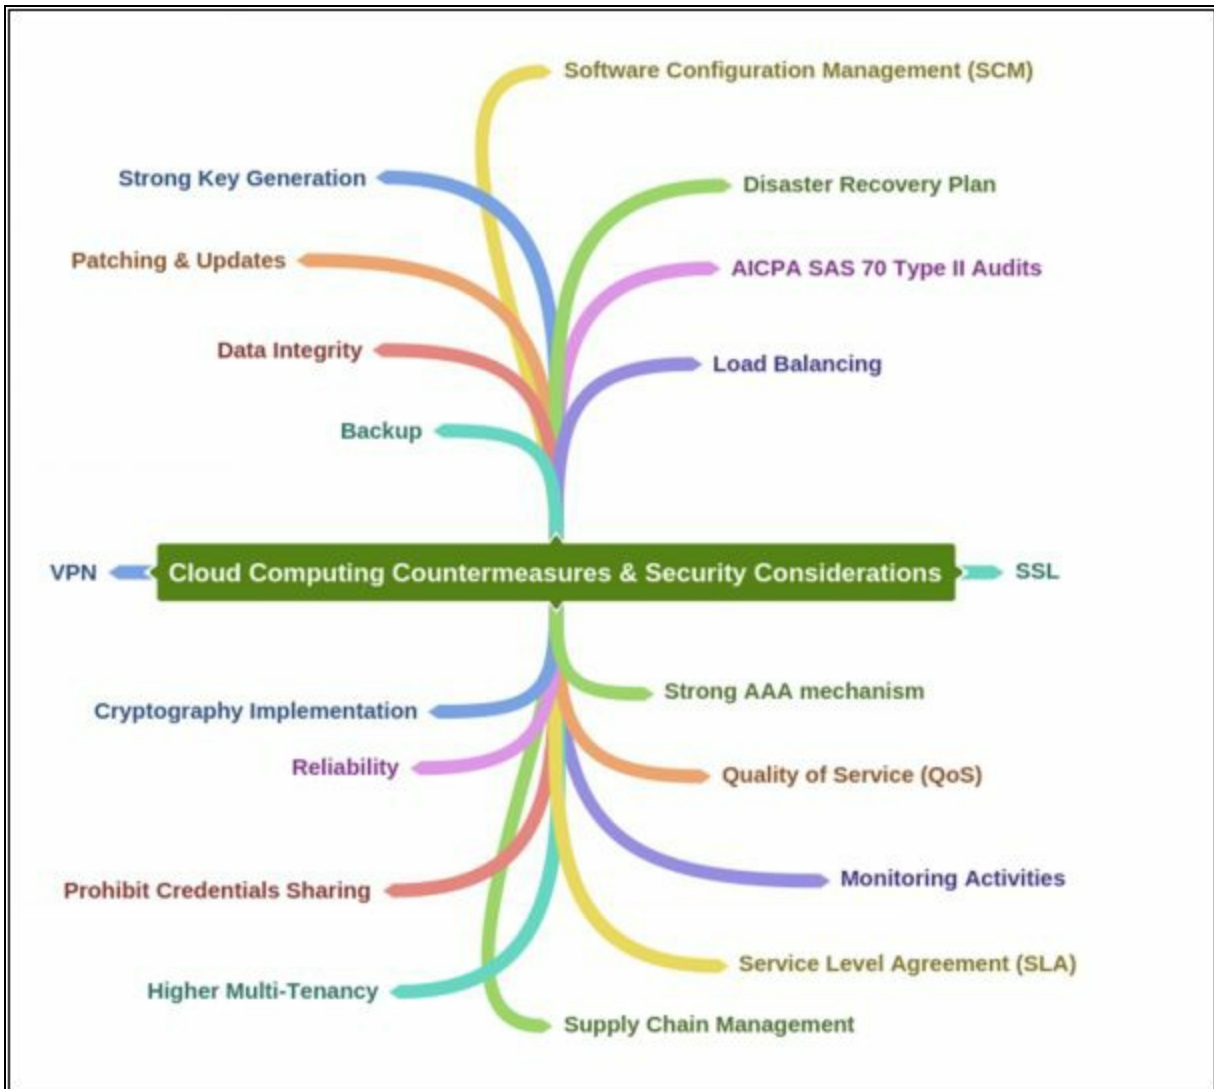 Software Configuration Management (SCM)
Strong Key Generation
Disaster Recovery Plan
Patching & Updates
AICPA SAS 70 Type II Audits
Data Integrity
Load Balancing
Backup
VPN
Cloud Computing Countermeasures & Security Considerations
SSL
Strong AAA mechanism
Cryptography Implementation
Reliability
Quality of Service (QoS)
Prohibit Credentials Sharing
Monitoring Activities
Service Level Agreement (SLA)
Higher Multi-Tenancy
Supply Chain Management